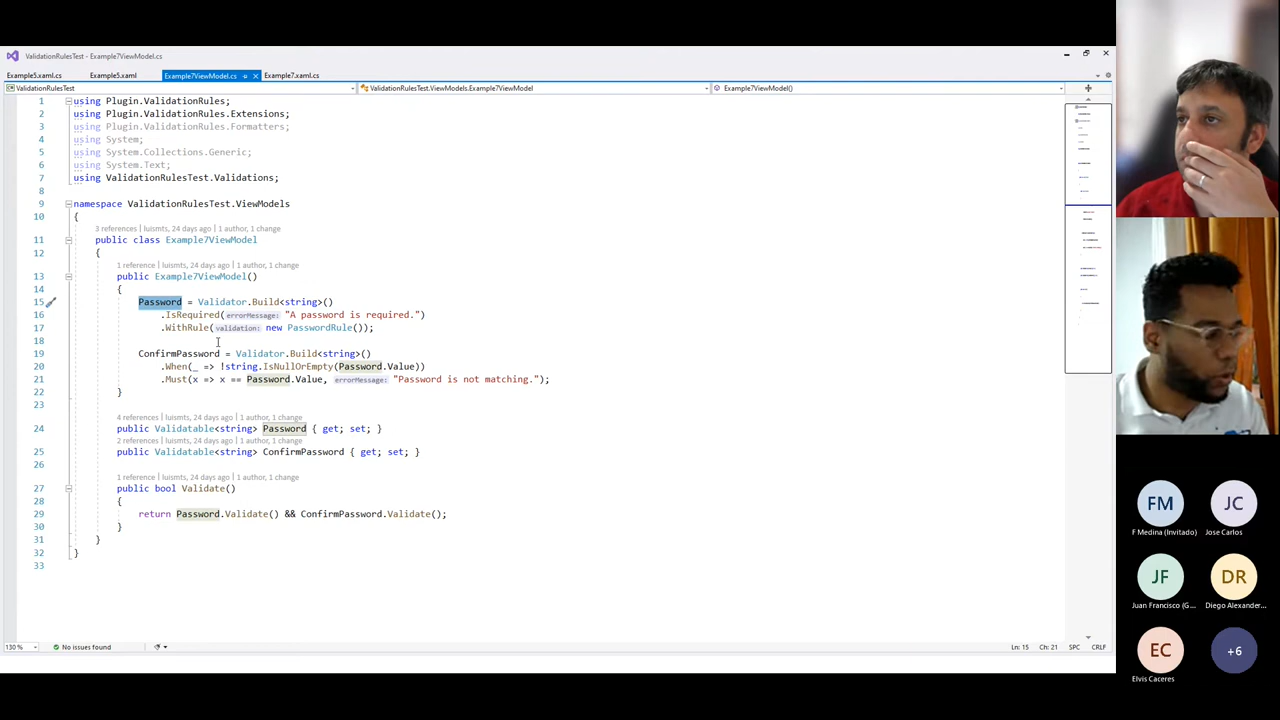 ValidationRulesTest - Example7ViewModel.cs
Example5.xaml.cs Example5.xaml Example7ViewModel.cs Example7.xaml.cs
ValidationRulesTest ValidationRulesTest.ViewModels.Example7ViewModel Example7ViewModel()
1 using Plugin.ValidationRules;
2 using Plugin.ValidationRules.Extensions;
3 using Plugin.ValidationRules.Formatters;
4 using System;
5 using System.Collections.Generic;
6 using System.Text;
7 using ValidationRulesTest.Validations;
8
9 namespace ValidationRulesTest.ViewModels
10 {
3 references | luismts, 24 days ago | 1 author, 1 change
11 public class Example7ViewModel
12 {
1 reference | luismts, 24 days ago | 1 author, 1 change
13 public Example7ViewModel()
14 {
15 Password = Validator.Build<string>()
16 .IsRequired(errorMessage: "A password is required.")
17 .WithRule(validation: new PasswordRule());
18
19 ConfirmPassword = Validator.Build<string>()
20 .When(_ => !string.IsNullOrEmpty(Password.Value))
21 .Must(x => x == Password.Value, errorMessage: "Password is not matching.");
22 }
23
4 references | luismts, 24 days ago | 1 author, 1 change
24 public Validatable<string> Password { get; set; }
2 references | luismts, 24 days ago | 1 author, 1 change
25 public Validatable<string> ConfirmPassword { get; set; }
26
1 reference | luismts, 24 days ago | 1 author, 1 change
27 public bool Validate()
28 {
29 return Password.Validate() && ConfirmPassword.Validate();
30 }
31 }
32 }
33
130 % No issues found Ln: 15 Ch: 21 SPC CRLF
FM JC
F Medina (Invitado) Jose Carlos
JF DR
Juan Francisco (G... Diego Alexander...
EC +6
Elvis Caceres